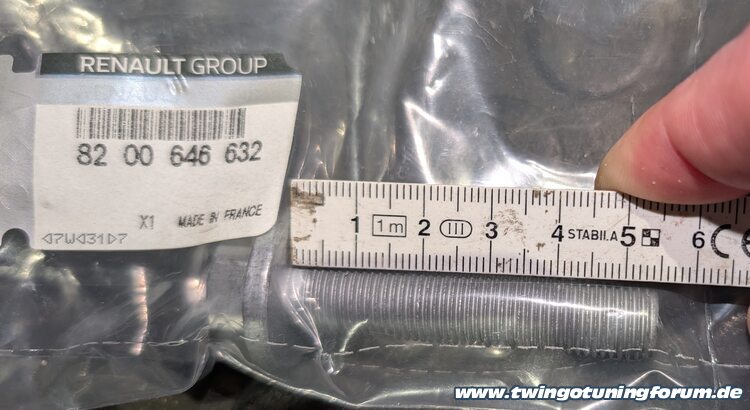 RENAULT GROUP
82 00 646 632
X1 MADE IN FRANCE
1 1m 2 III 3 4 STABILA 5 6 CE
www.twingotuningforum.de